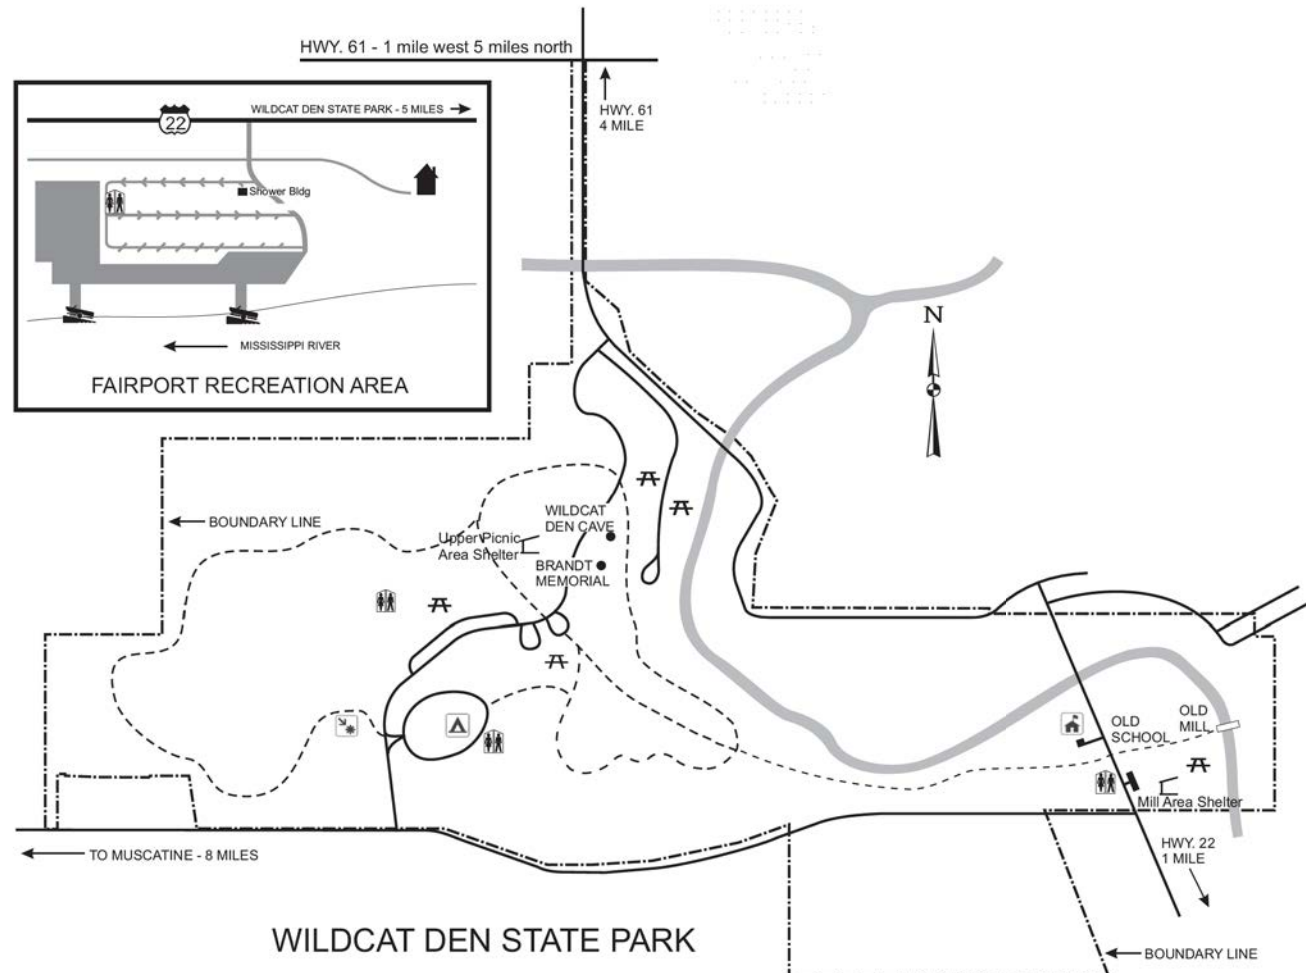 HWY. 61 - 1 mile west 5 miles north
HWY. 61
4 MILE
WILDCAT DEN STATE PARK - 5 MILES
22
Shower Bldg
MISSISSIPPI RIVER
FAIRPORT RECREATION AREA
N
BOUNDARY LINE
WILDCAT
DEN CAVE
Upper Picnic
Area Shelter
BRANDT
MEMORIAL
OLD
SCHOOL
OLD
MILL
Mill Area Shelter
TO MUSCATINE - 8 MILES
HWY. 22
1 MILE
WILDCAT DEN STATE PARK
BOUNDARY LINE